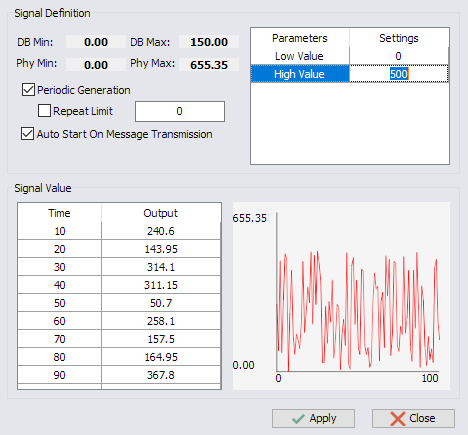 Signal Definition
DB Min: 0.00 DB Max: 150.00
Phy Min: 0.00 Phy Max: 655.35
Periodic Generation
Repeat Limit 0
Auto Start On Message Transmission
Parameters Settings
Low Value 0
High Value 500
Signal Value
Time Output
10 240.6
20 143.95
30 314.1
40 311.15
50 50.7
60 258.1
70 157.5
80 164.95
90 367.8
655.35
0.00
0 100
Apply Close